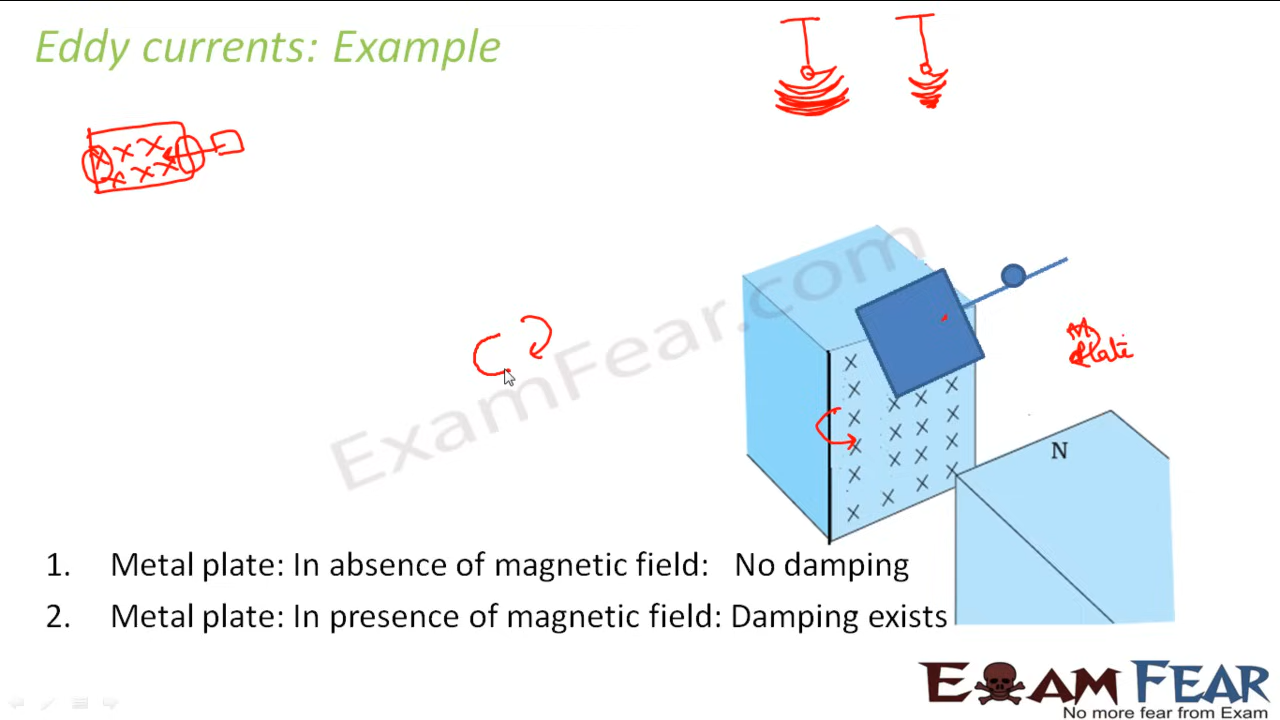 Eddy currents: Example
ExamFear.com
Plate
N
1. Metal plate: In absence of magnetic field: No damping
2. Metal plate: In presence of magnetic field: Damping exists
EXAM FEAR
No more fear from Exam